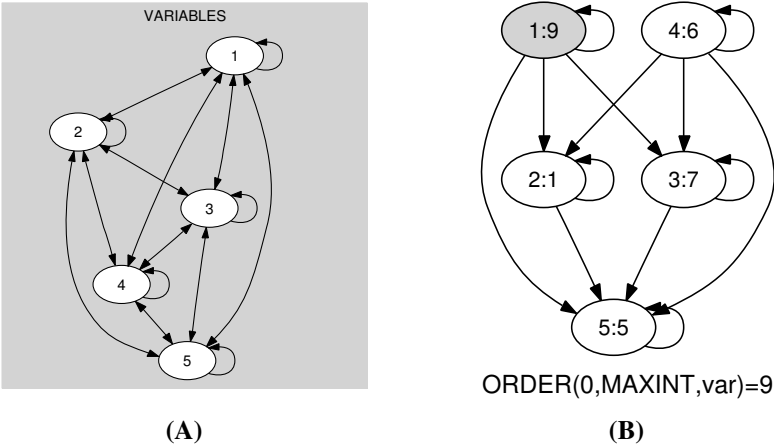 VARIABLES
1
2
3
4
5
1:9
4:6
2:1
3:7
5:5
ORDER(0,MAXINT,var)=9
(A)
(B)